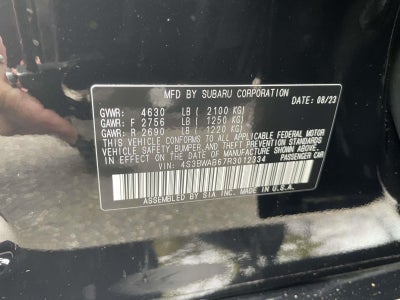 MFD. BY SUBARU CORPORATION DATE: 08/23
GVWR: 4630 LB (2100 KG)
GAWR: F 2756 LB (1250 KG)
GAWR: R 2690 LB (1220 KG)
THIS VEHICLE CONFORMS TO ALL APPLICABLE FEDERAL MOTOR
VEHICLE SAFETY, BUMPER, AND THEFT PREVENTION STANDARDS
IN EFFECT ON THE DATE OF MANUFACTURE SHOWN ABOVE.
VIN: 4S3BWAB67R3012334 PASSENGER CAR
ASSEMBLED BY SIA INC. MADE IN U.S.A.